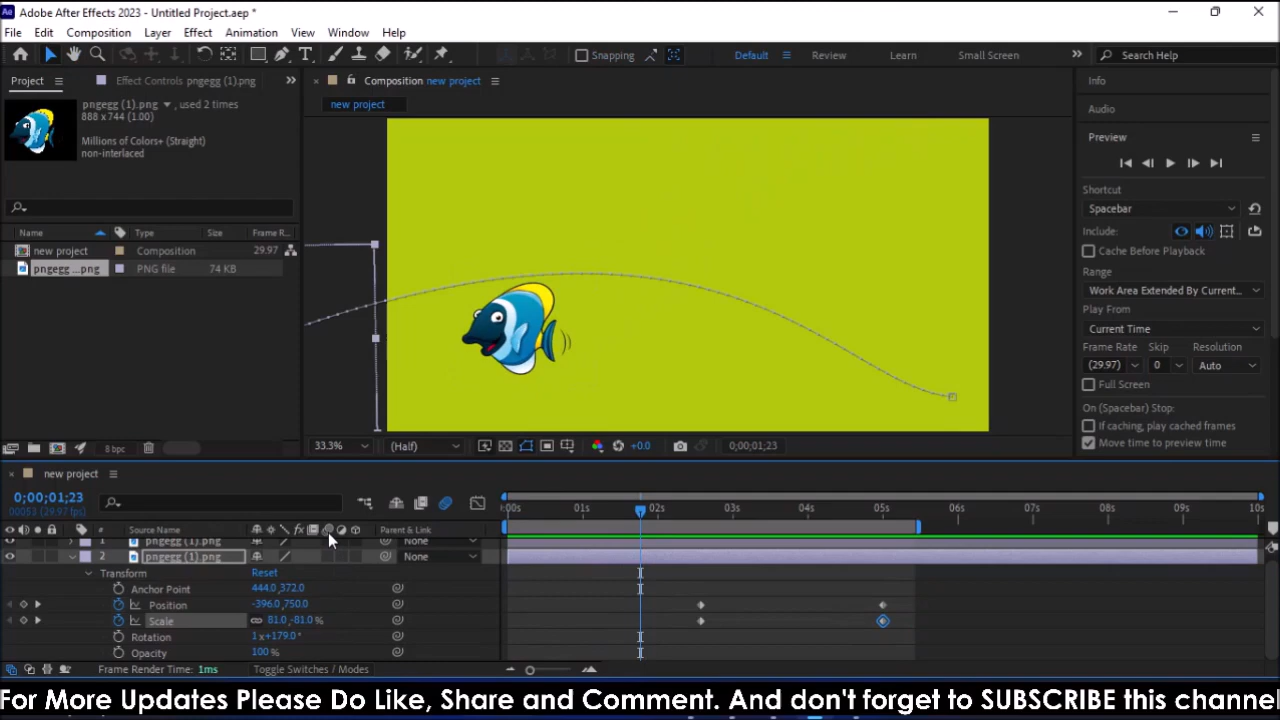 Adobe After Effects 2023 - Untitled Project.aep *
File Edit Composition Layer Effect Animation View Window Help
Snapping Default Review Learn Small Screen Search Help
Project Effect Controls pngegg (1).png Composition new project Info
new project
pngegg (1).png , used 2 times
888 x 744 (1.00)
Millions of Colors+ (Straight)
non-interlaced
Audio
Preview
Shortcut
Spacebar
Include:
Cache Before Playback
Range
Work Area Extended By Current...
Play From
Current Time
Frame Rate Skip Resolution
(29.97) 0 Auto
Full Screen
On (Spacebar) Stop:
If caching, play cached frames
Move time to preview time
Name Type Size Frame R...
new project Composition 29.97
pngegg ...png PNG file 74 KB
8 bpc
33.3% (Half) +0.0 0;00;01;23
new project
0;00;01;23
00053 (29.97 fps)
:00s 01s 02s 03s 04s 05s 06s 07s 08s 09s 10s
# Source Name fx Parent & Link
1 pngegg (1).png None
2 pngegg (1).png None
Transform Reset
Anchor Point 444.0,372.0
Position -396.0,750.0
Scale 81.0,-81.0%
Rotation 1x+179.0°
Opacity 100%
Frame Render Time: 1ms Toggle Switches / Modes
For More Updates Please Do Like, Share and Comment. And don't forget to SUBSCRIBE this channel